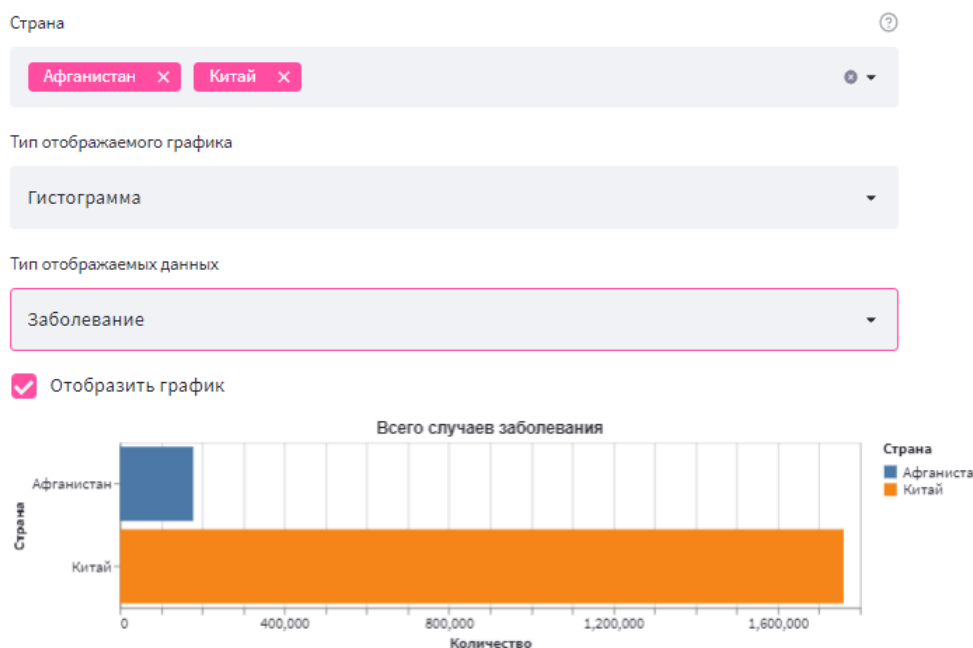 Страна
Афганистан
Китай
Тип отображаемого графика
Гистограмма
Тип отображаемых данных
Заболевание
Отобразить график
Всего случаев заболевания
Страна
Афганиста
Китай
Страна
Афганистан
Китай
0 400,000 800,000 1,200,000 1,600,000
Количество